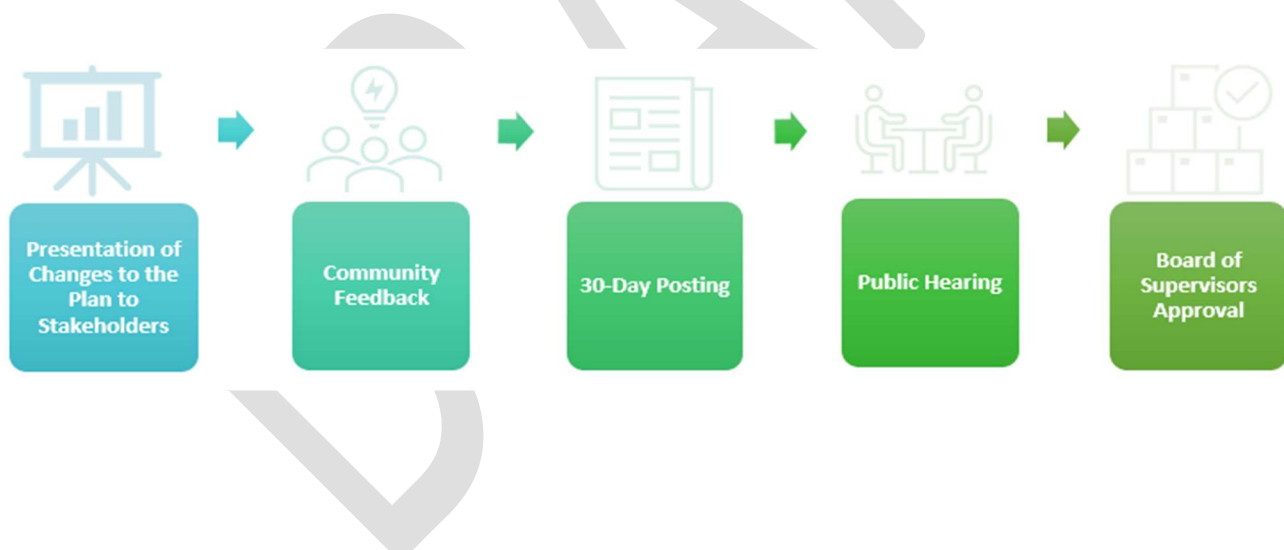 Presentation of
Changes to the
Plan to
Stakeholders
Community
Feedback
30-Day Posting
Public Hearing
Board of
Supervisors
Approval